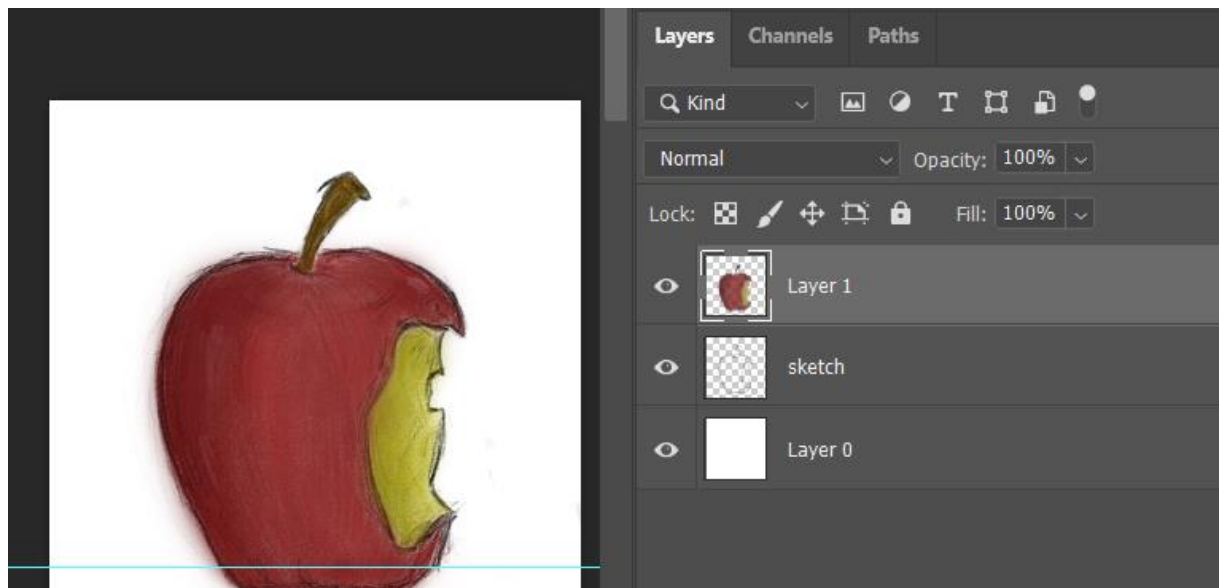 Layers Channels Paths
Kind
Normal Opacity: 100%
Lock: Fill: 100%
Layer 1
sketch
Layer 0